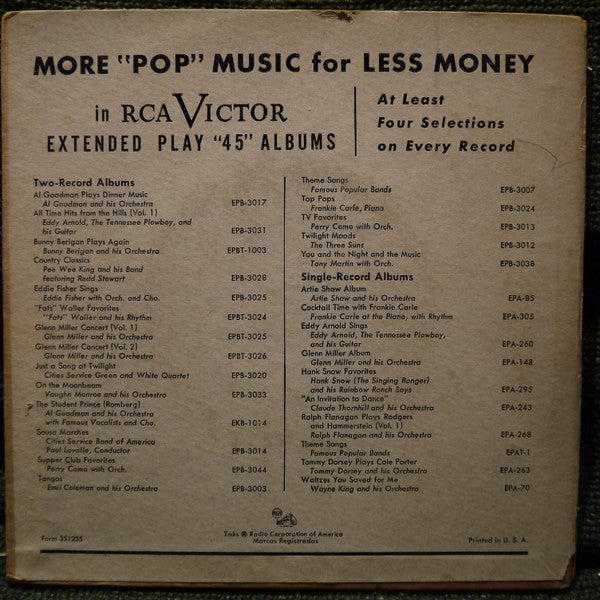 MORE "POP" MUSIC for LESS MONEY
in RCA VICTOR
EXTENDED PLAY "45" ALBUMS
At Least
Four Selections
on Every Record
Two-Record Albums
Al Goodman Plays Dinner Music
Al Goodman and his Orchestra EPB-3017
All Time Hits from the Hills (Vol. 1)
Eddy Arnold, The Tennessee Plowboy, and
his Guitar EPB-3031
Bunny Berigan Plays Again
Bunny Berigan and his Orchestra EPBT-1003
Country Classics
Pee Wee King and his Band
featuring Redd Stewart EPB-3028
Eddie Fisher Sings
Eddie Fisher with Orch. and Cho. EPB-3025
"Fats" Waller Favorites
"Fats" Waller and his Rhythm EPBT-3024
Glenn Miller Concert (Vol. 1)
Glenn Miller and his Orchestra EPBT-3025
Glenn Miller Concert (Vol. 2)
Glenn Miller and his Orchestra EPBT-3026
Just a Song at Twilight
Cities Service Green and White Quartet EPB-3020
On the Moonbeam
Vaughn Monroe and his Orchestra EPB-3033
The Student Prince (Romberg)
Al Goodman and his Orchestra
with Famous Vocalists and Cho. EKB-1014
Sousa Marches
Cities Service Band of America
Paul Lavalle, Conductor EPB-3014
Supper Club Favorites
Perry Como with Orch. EPB-3044
Tangos
Emil Coleman and his Orchestra EPB-3003
Theme Songs
Famous Popular Bands EPB-3007
Top Pops
Frankie Carle, Piano EPB-3024
TV Favorites
Perry Como with Orch. EPB-3013
Twilight Moods
The Three Suns EPB-3012
You and the Night and the Music
Tony Martin with Orch. EPB-3038
Single-Record Albums
Artie Shaw Album
Artie Shaw and his Orchestra EPA-85
Cocktail Time with Frankie Carle
Frankie Carle at the Piano, with Rhythm EPA-305
Eddy Arnold Sings
Eddy Arnold, The Tennessee Plowboy,
and his Guitar EPA-260
Glenn Miller Album
Glenn Miller and his Orchestra EPA-148
Hank Snow Favorites
Hank Snow (The Singing Ranger)
and his Rainbow Ranch Boys EPA-295
"An Invitation to Dance"
Claude Thornhill and his Orchestra EPA-243
Ralph Flanagan Plays Rodgers
and Hammerstein (Vol. 1)
Ralph Flanagan and his Orchestra EPA-268
Theme Songs
Famous Popular Bands EPAT-1
Tommy Dorsey Plays Cole Porter
Tommy Dorsey and his Orchestra EPA-263
Waltzes You Saved for Me
Wayne King and his Orchestra EPA-70
RCA
Form 3S1235
Tmks ® Radio Corporation of America
Marcas Registradas
Printed in U. S. A.